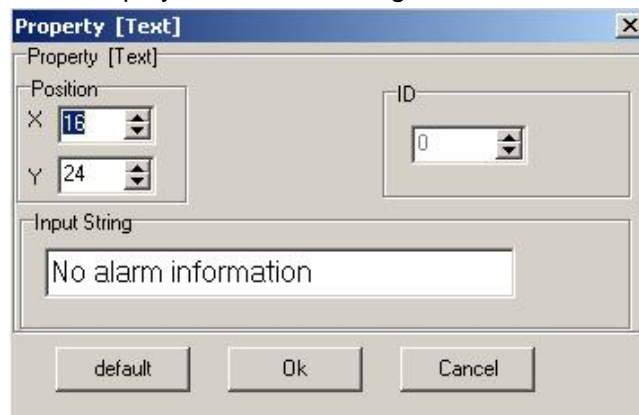 Property [Text]
Property [Text]
Position
ID
X 16
0
Y 24
Input String
No alarm information
default Ok Cancel